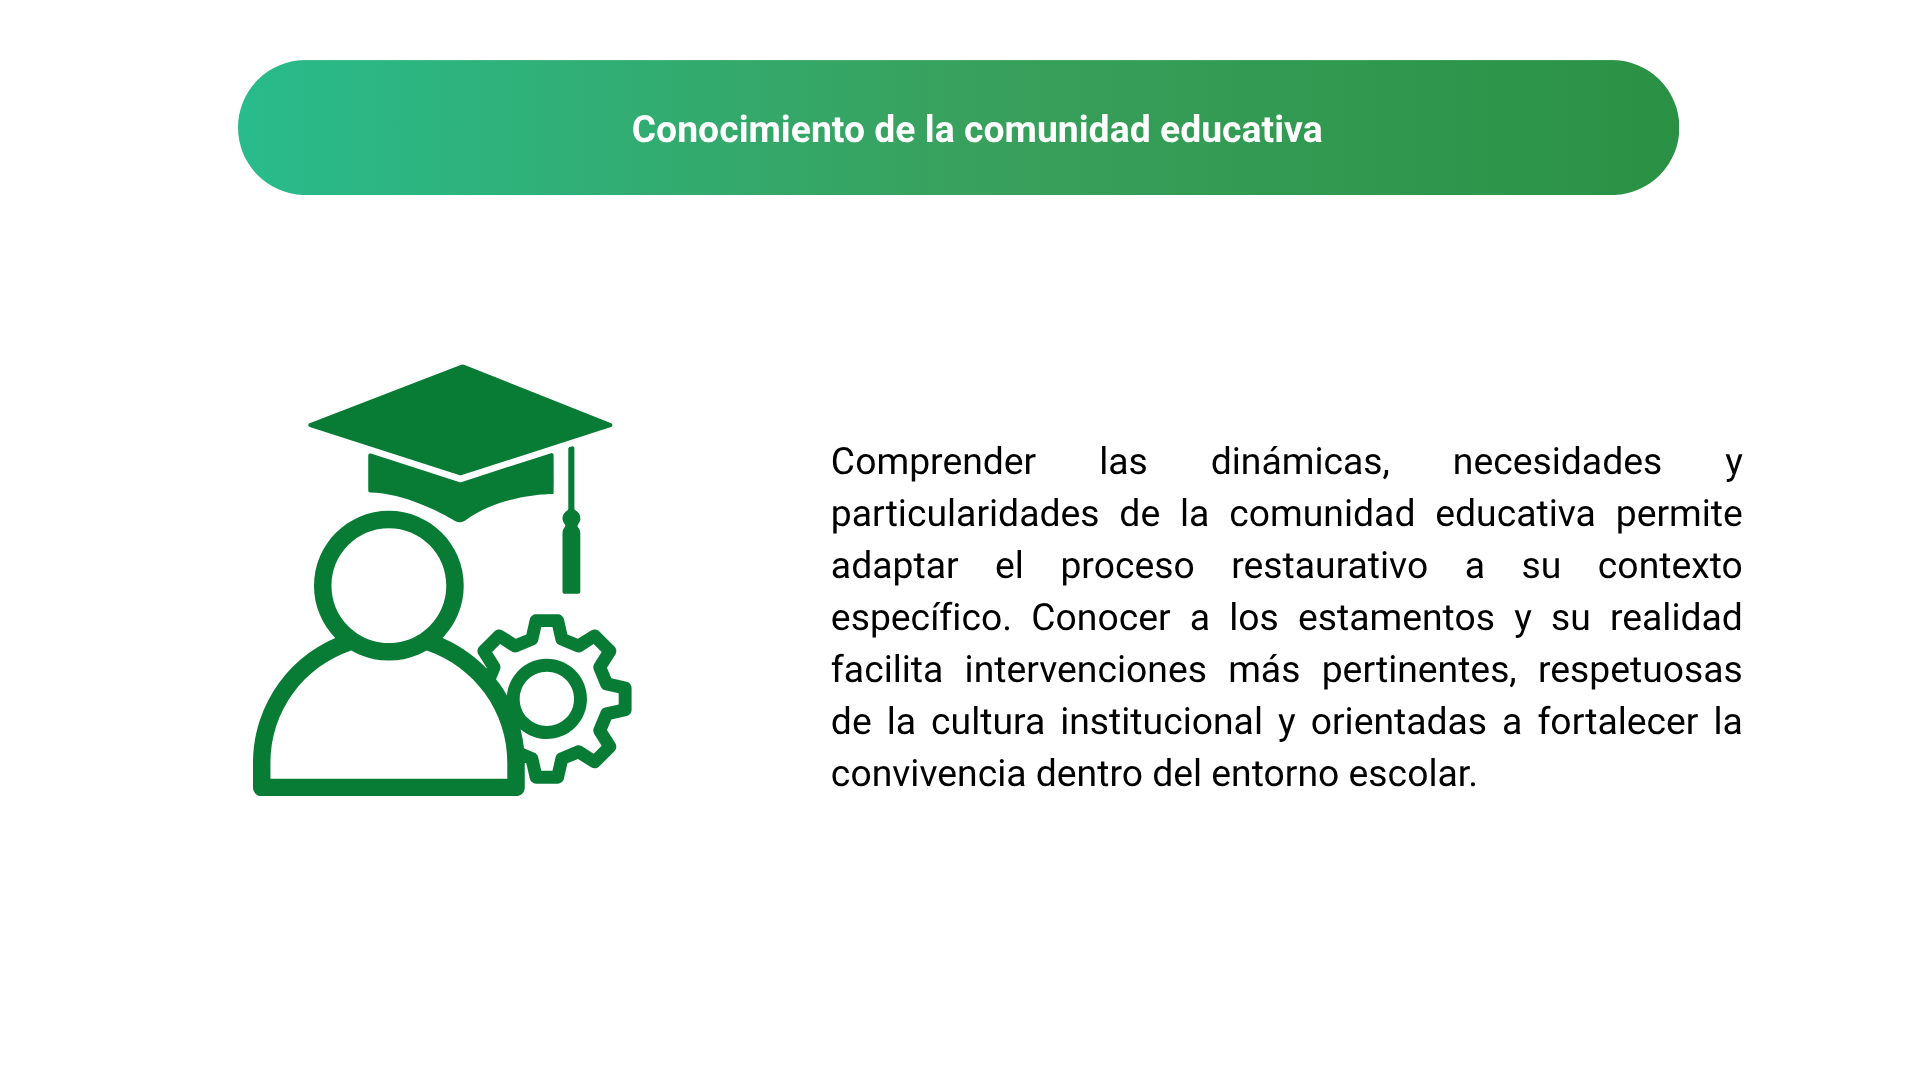 Conocimiento de la comunidad educativa
Comprender las dinámicas, necesidades y
particularidades de la comunidad educativa permite
adaptar el proceso restaurativo a su contexto
específico. Conocer a los estamentos y su realidad
facilita intervenciones más pertinentes, respetuosas
de la cultura institucional y orientadas a fortalecer la
convivencia dentro del entorno escolar.